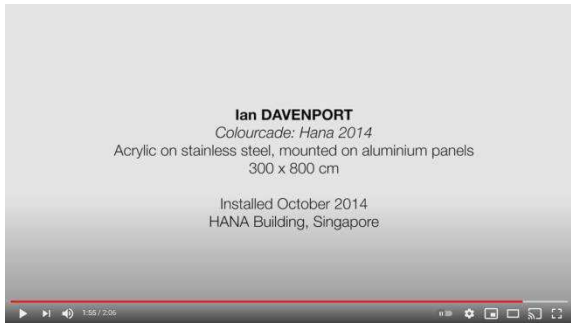 Ian DAVENPORT
Colourcade: Hana 2014
Acrylic on stainless steel, mounted on aluminium panels
300 x 800 cm
Installed October 2014
HANA Building, Singapore
1:55 / 2:06